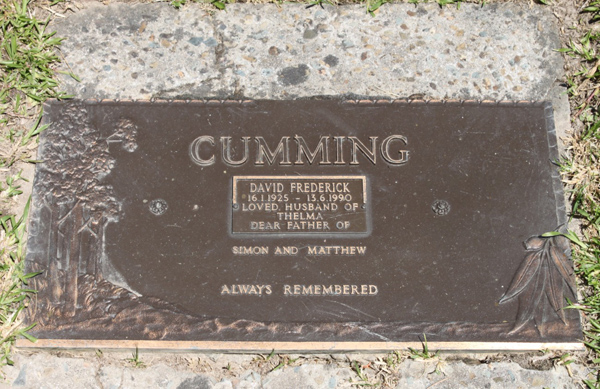 CUMMING
DAVID FREDERICK
16.1.1925 - 13.6.1990
LOVED HUSBAND OF
THELMA
DEAR FATHER OF
SIMON AND MATTHEW
ALWAYS REMEMBERED